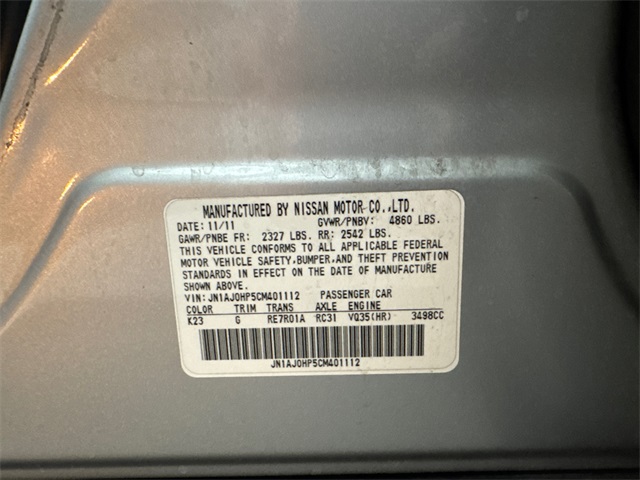 MANUFACTURED BY NISSAN MOTOR CO.,LTD.
DATE: 11/11 GVWR/PNBV: 4860 LBS.
GAWR/PNBE FR: 2327 LBS. RR: 2542 LBS.
THIS VEHICLE CONFORMS TO ALL APPLICABLE FEDERAL
MOTOR VEHICLE SAFETY,BUMPER,AND THEFT PREVENTION
STANDARDS IN EFFECT ON THE DATE OF MANUFACTURE
SHOWN ABOVE.
VIN: JN1AJ0HP5CM401112 PASSENGER CAR
COLOR TRIM TRANS AXLE ENGINE
K23 G RE7R01A RC31 VQ35(HR) 3498CC
JN1AJ0HP5CM401112